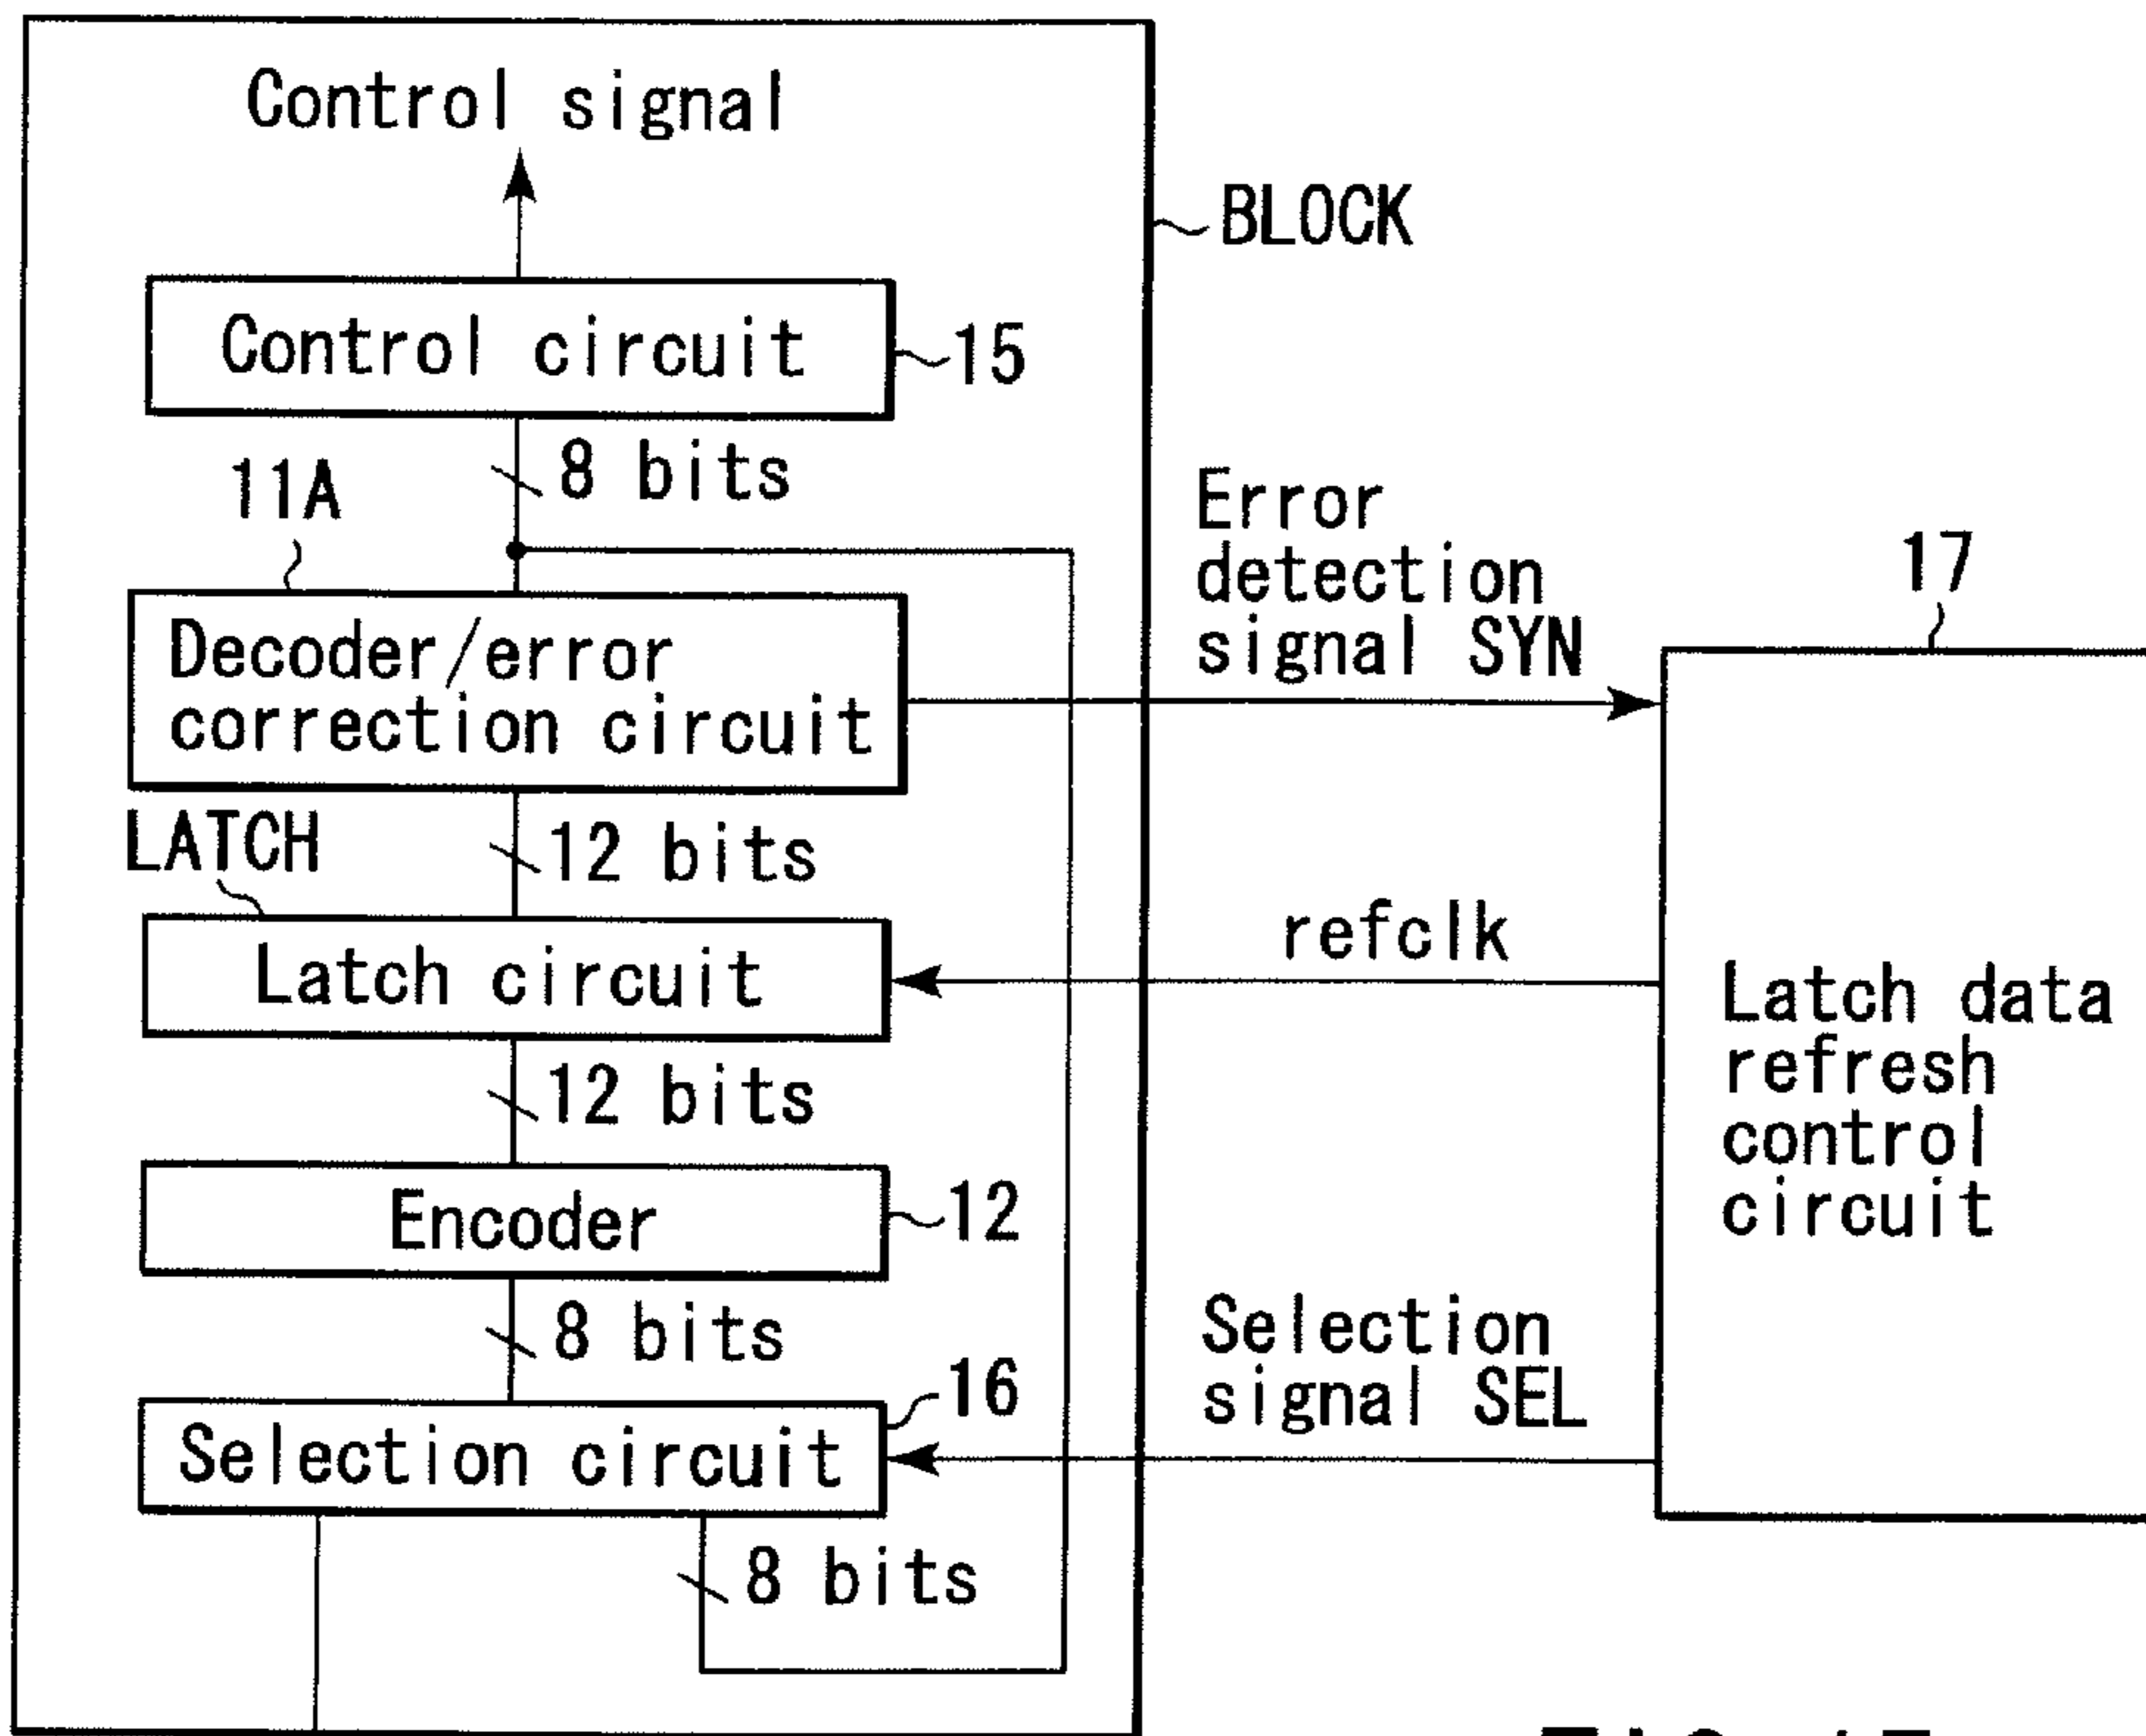 Control signal
BLOCK
Control circuit
15
8 bits
11A
Error
detection
signal SYN
17
Decoder/error
correction circuit
LATCH
12 bits
refclk
Latch circuit
Latch data
refresh
control
circuit
12 bits
Encoder
12
8 bits
Selection
signal SEL
16
Selection circuit
8 bits